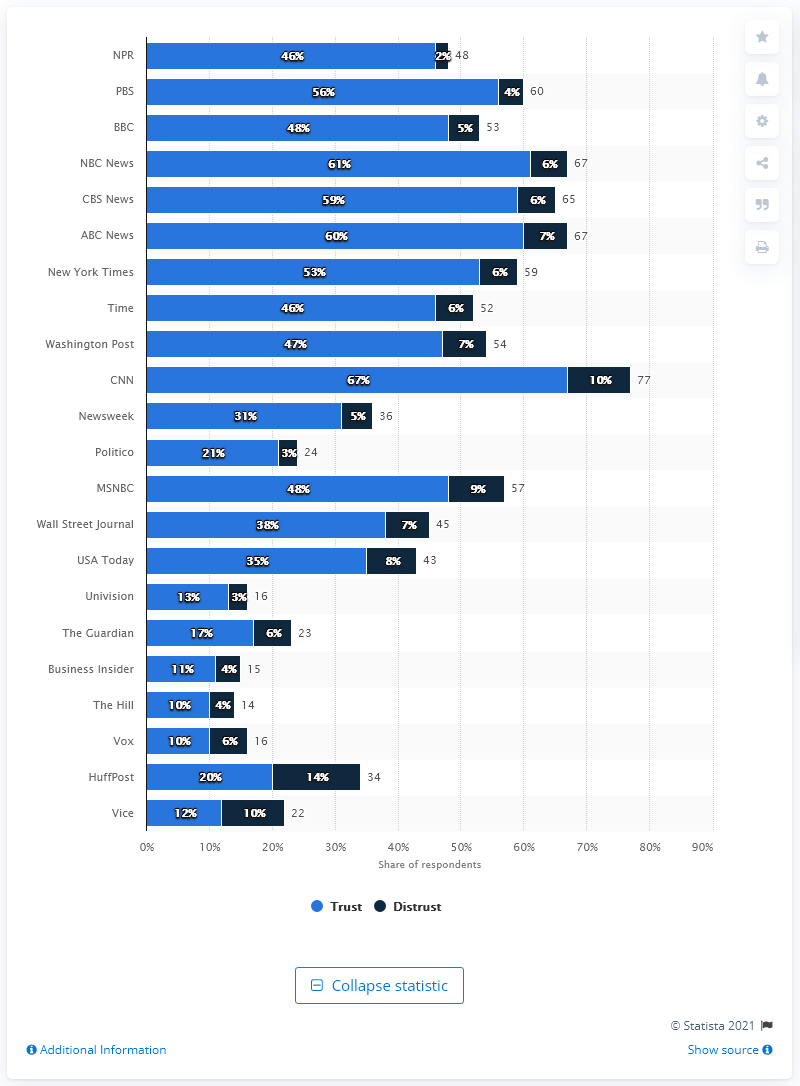 NPR 46% 2% 48
PBS 56% 4% 60
BBC 48% 5% 53
NBC News 61% 6% 67
CBS News 59% 6% 65
ABC News 60% 7% 67
New York Times 53% 6% 59
Time 46% 6% 52
Washington Post 47% 7% 54
CNN 67% 10% 77
Newsweek 31% 5% 36
Politico 21% 3% 24
MSNBC 48% 9% 57
Wall Street Journal 38% 7% 45
USA Today 35% 8% 43
Univision 13% 3% 16
The Guardian 17% 6% 23
Business Insider 11% 4% 15
The Hill 10% 4% 14
Vox 10% 6% 16
HuffPost 20% 14% 34
Vice 12% 10% 22
0% 10% 20% 30% 40% 50% 60% 70% 80% 90%
Share of respondents
Trust Distrust
Collapse statistic
© Statista 2021
Additional Information Show source